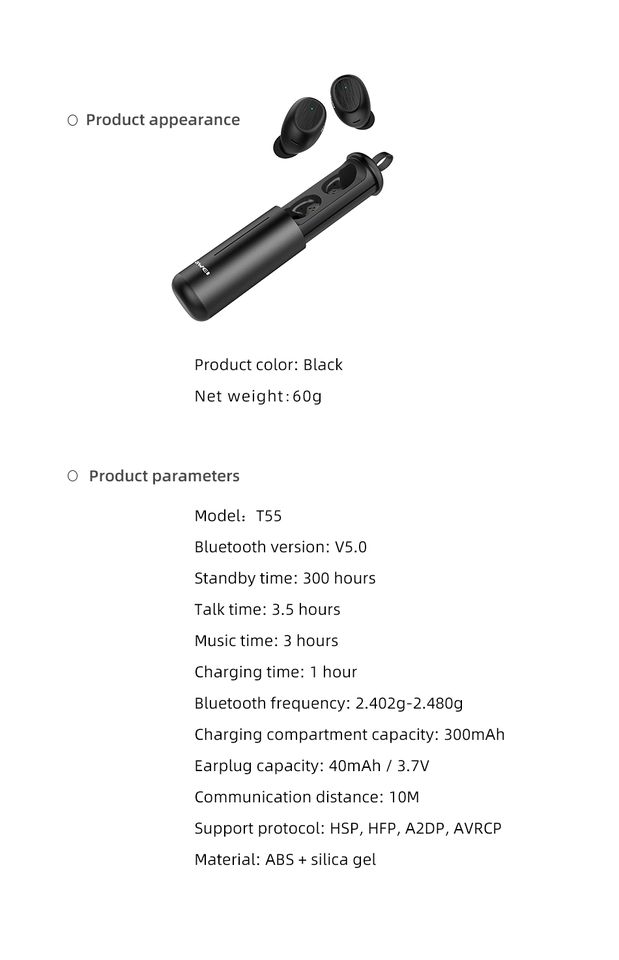 Product appearance
AWEI
Product color: Black
Net weight:60g
Product parameters
Model: T55
Bluetooth version: V5.0
Standby time: 300 hours
Talk time: 3.5 hours
Music time: 3 hours
Charging time: 1 hour
Bluetooth frequency: 2.402g-2.480g
Charging compartment capacity: 300mAh
Earplug capacity: 40mAh / 3.7V
Communication distance: 10M
Support protocol: HSP, HFP, A2DP, AVRCP
Material: ABS + silica gel